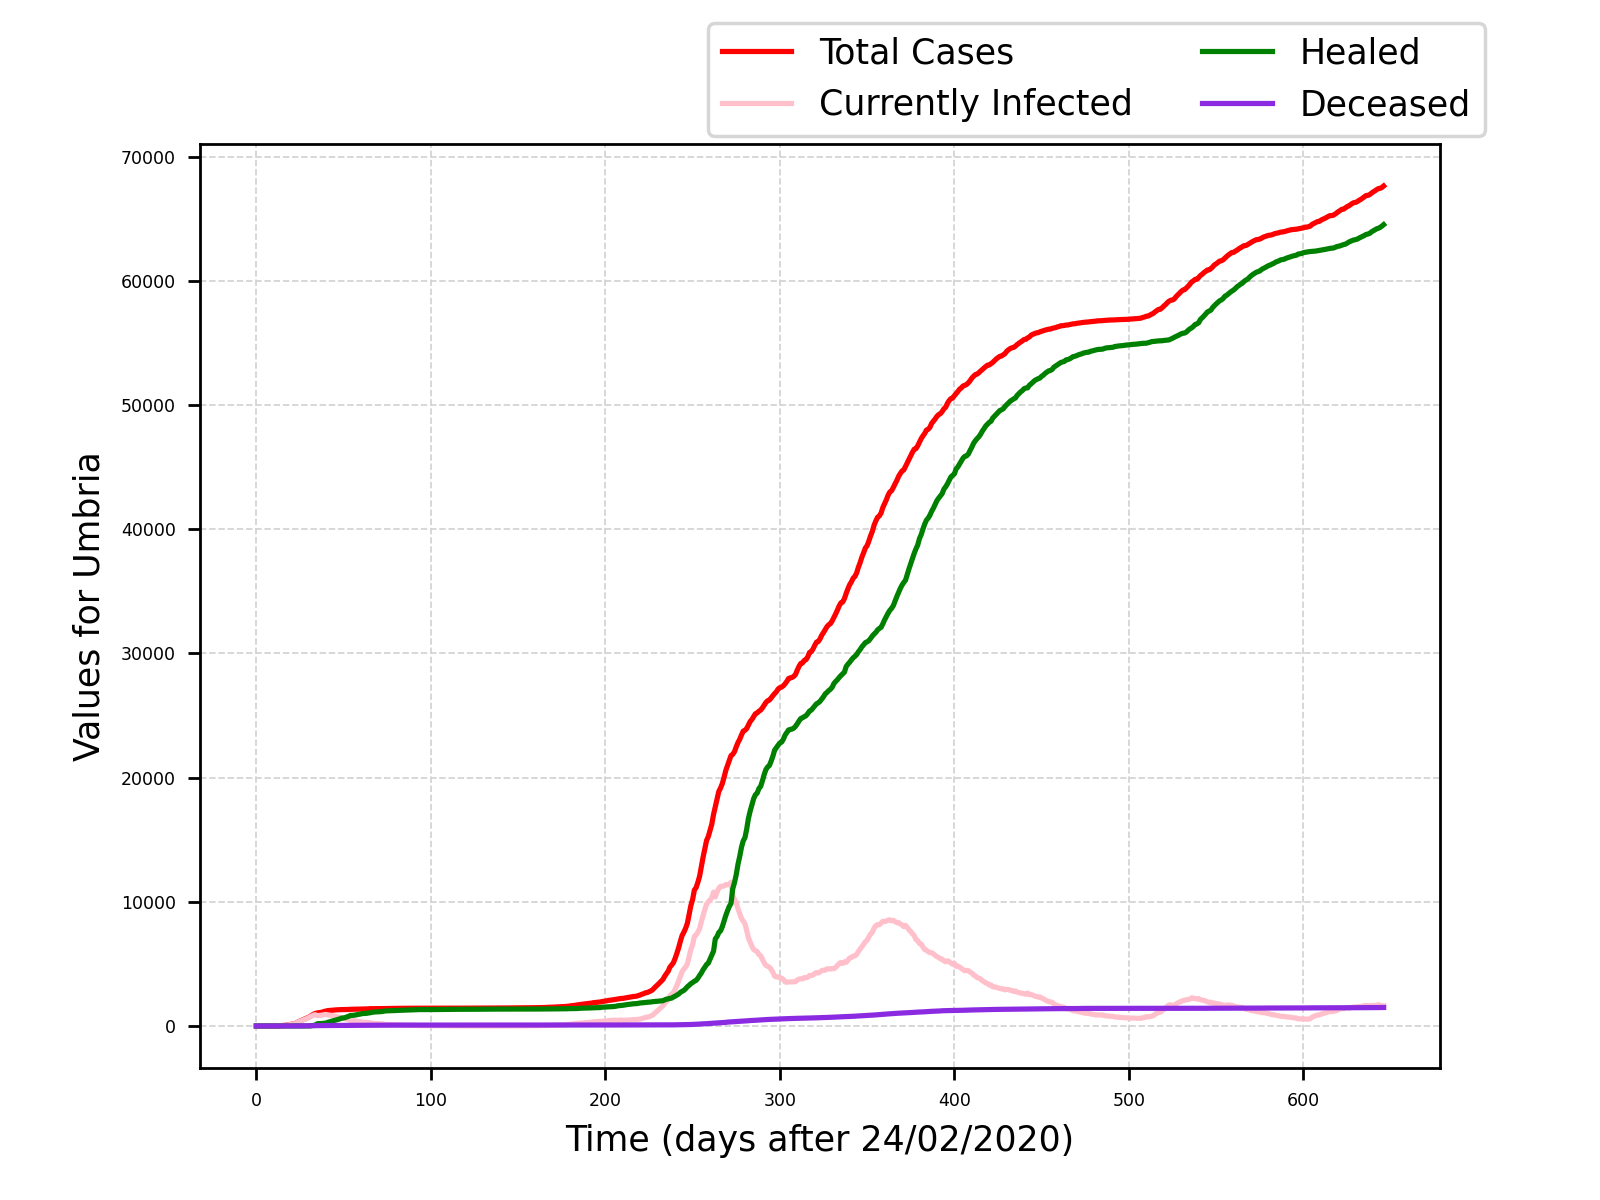 Total Cases
Currently Infected
Healed
Deceased
70000
60000
50000
40000
30000
20000
10000
0
Values for Umbria
0 100 200 300 400 500 600
Time (days after 24/02/2020)